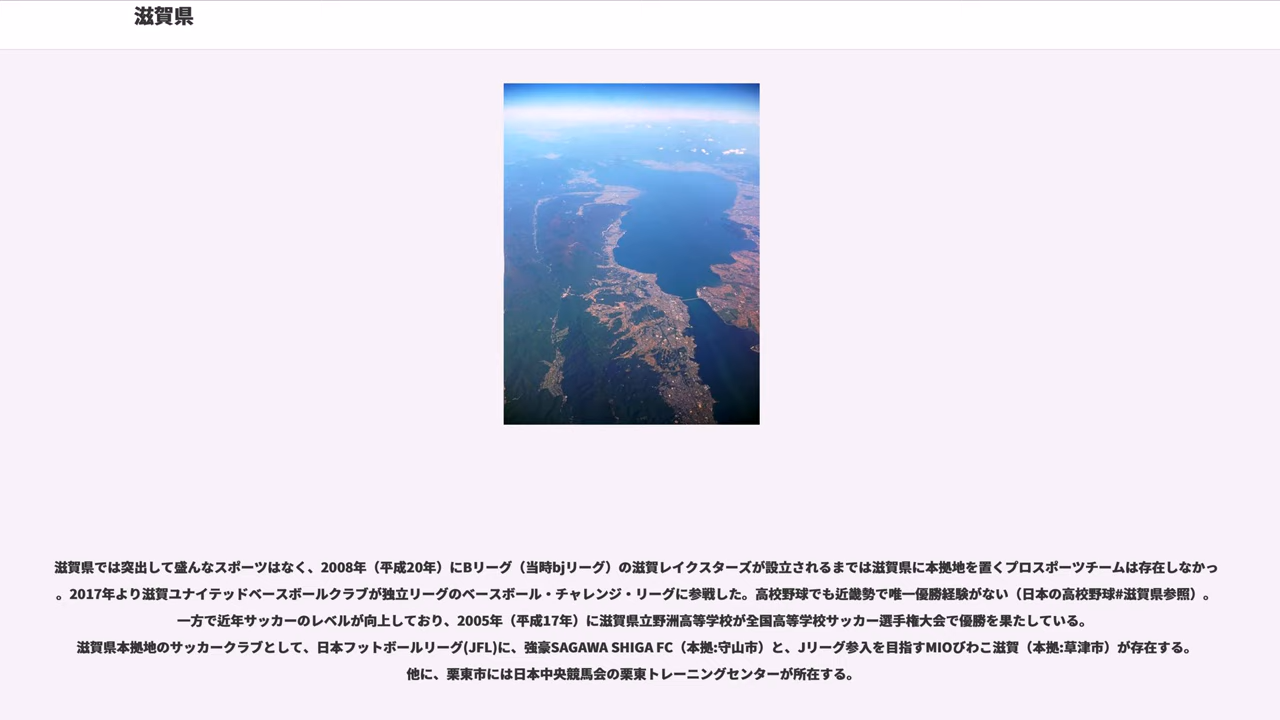 滋賀県
滋賀県では突出して盛んなスポーツはなく、2008年（平成20年）にBリーグ（当時bjリーグ）の滋賀レイクスターズが設立されるまでは滋賀県に本拠地を置くプロスポーツチームは存在しなかっ
。2017年より滋賀ユナイテッドベースボールクラブが独立リーグのベースボール・チャレンジ・リーグに参戦した。高校野球でも近畿勢で唯一優勝経験がない（日本の高校野球#滋賀県参照）。
一方で近年サッカーのレベルが向上しており、2005年（平成17年）に滋賀県立野洲高等学校が全国高等学校サッカー選手権大会で優勝を果たしている。
滋賀県本拠地のサッカークラブとして、日本フットボールリーグ(JFL)に、強豪SAGAWA SHIGA FC（本拠:守山市）と、Jリーグ参入を目指すMIOびわこ滋賀（本拠:草津市）が存在する。
他に、栗東市には日本中央競馬会の栗東トレーニングセンターが所在する。